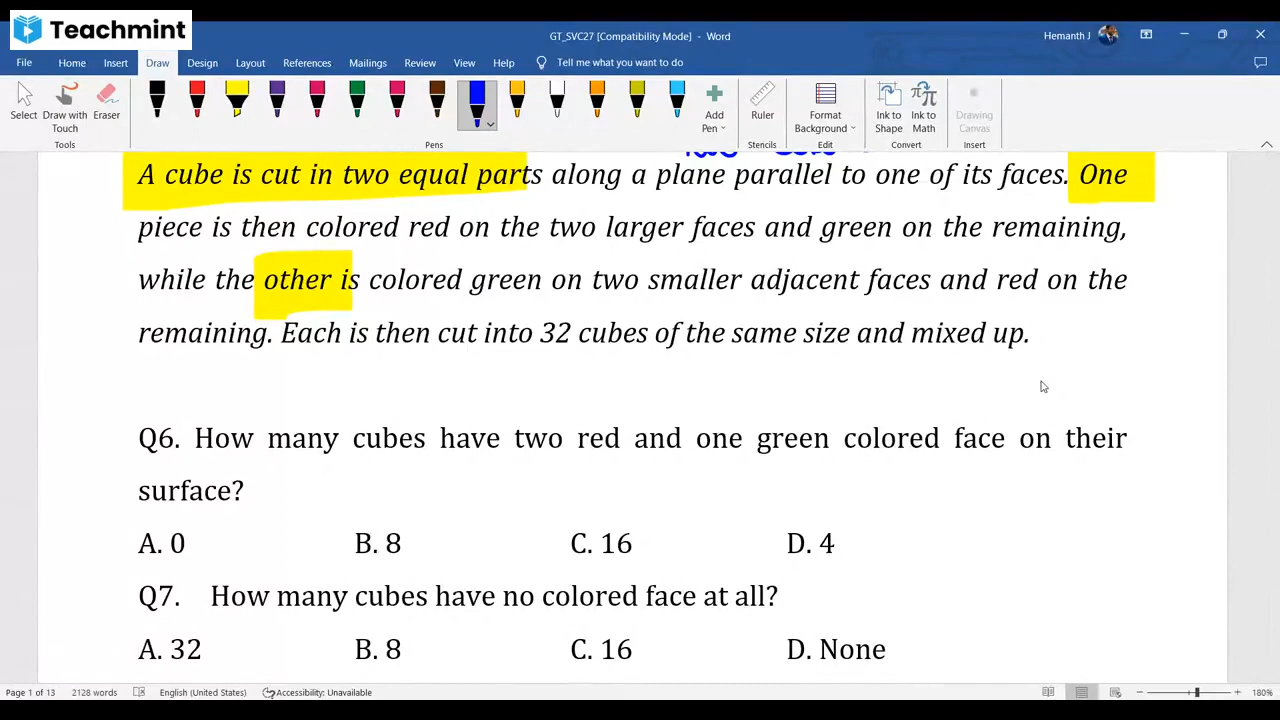 Teachmint
GT_SVC27 [Compatibility Mode] - Word
Hemanth J
File Home Insert Draw Design Layout References Mailings Review View Help Tell me what you want to do
Select Draw with Touch Eraser Add Pen Ruler Format Background Ink to Shape Ink to Math Drawing Canvas
Tools Pens Stencils Edit Convert Insert
A cube is cut in two equal parts along a plane parallel to one of its faces. One
piece is then colored red on the two larger faces and green on the remaining,
while the other is colored green on two smaller adjacent faces and red on the
remaining. Each is then cut into 32 cubes of the same size and mixed up.
Q6. How many cubes have two red and one green colored face on their
surface?
A. 0 B. 8 C. 16 D. 4
Q7. How many cubes have no colored face at all?
A. 32 B. 8 C. 16 D. None
Page 1 of 13 2128 words English (United States) Accessibility: Unavailable 180%